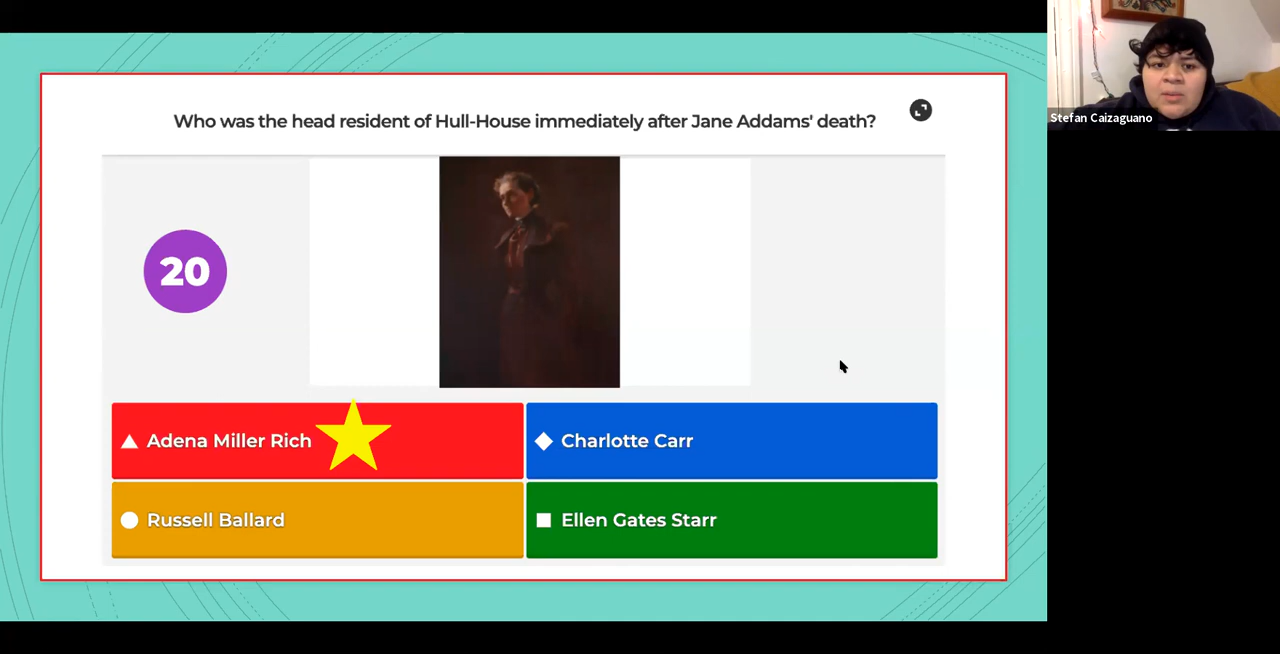 Who was the head resident of Hull-House immediately after Jane Addams' death?
20
Adena Miller Rich
Charlotte Carr
Russell Ballard
Ellen Gates Starr
Stefan Caizaguano